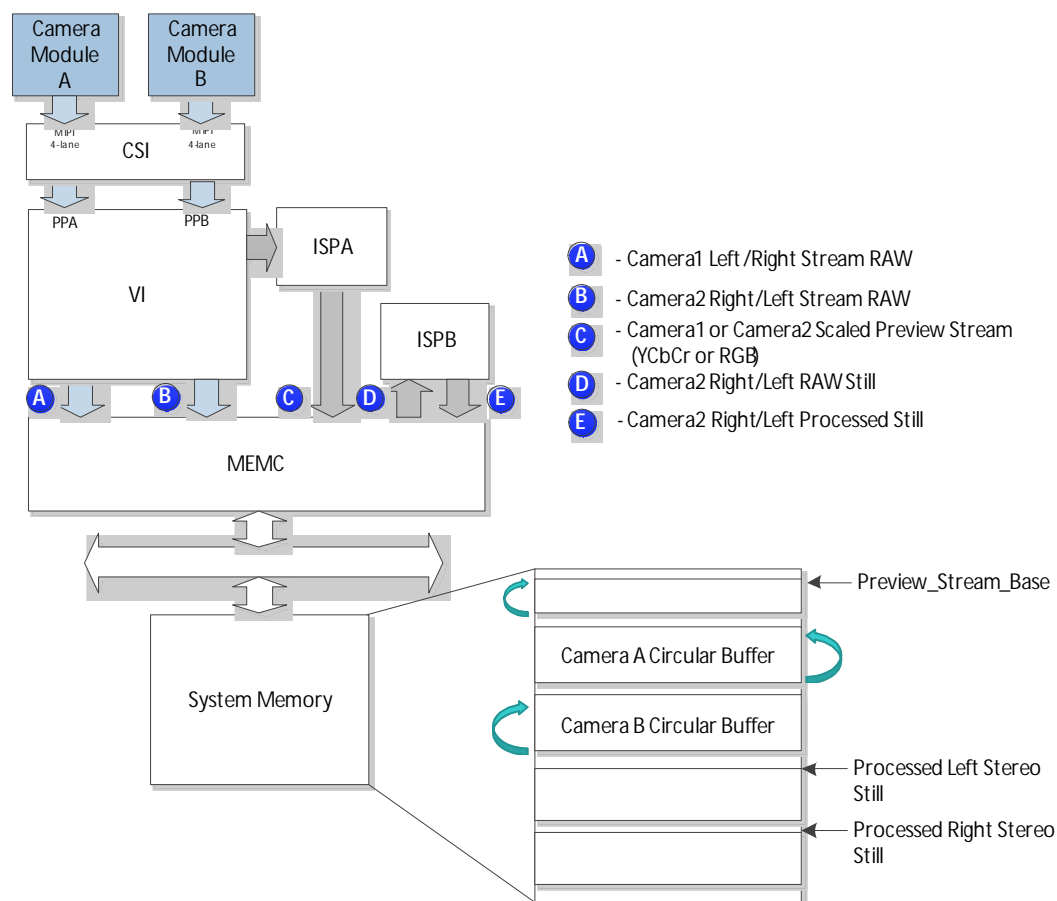 Camera
Module
A
Camera
Module
B
MIPI
4-lane
MIPI
4-lane
CSI
PPA
PPB
VI
ISPA
ISPB
A
B
C
D
E
MEMC
System Memory
A - Camera1 Left/Right Stream RAW
B - Camera2 Right/Left Stream RAW
C - Camera1 or Camera2 Scaled Preview Stream
(YCbCr or RGB)
D - Camera2 Right/Left RAW Still
E - Camera2 Right/Left Processed Still
Preview_Stream_Base
Camera A Circular Buffer
Camera B Circular Buffer
Processed Left Stereo
Still
Processed Right Stereo
Still